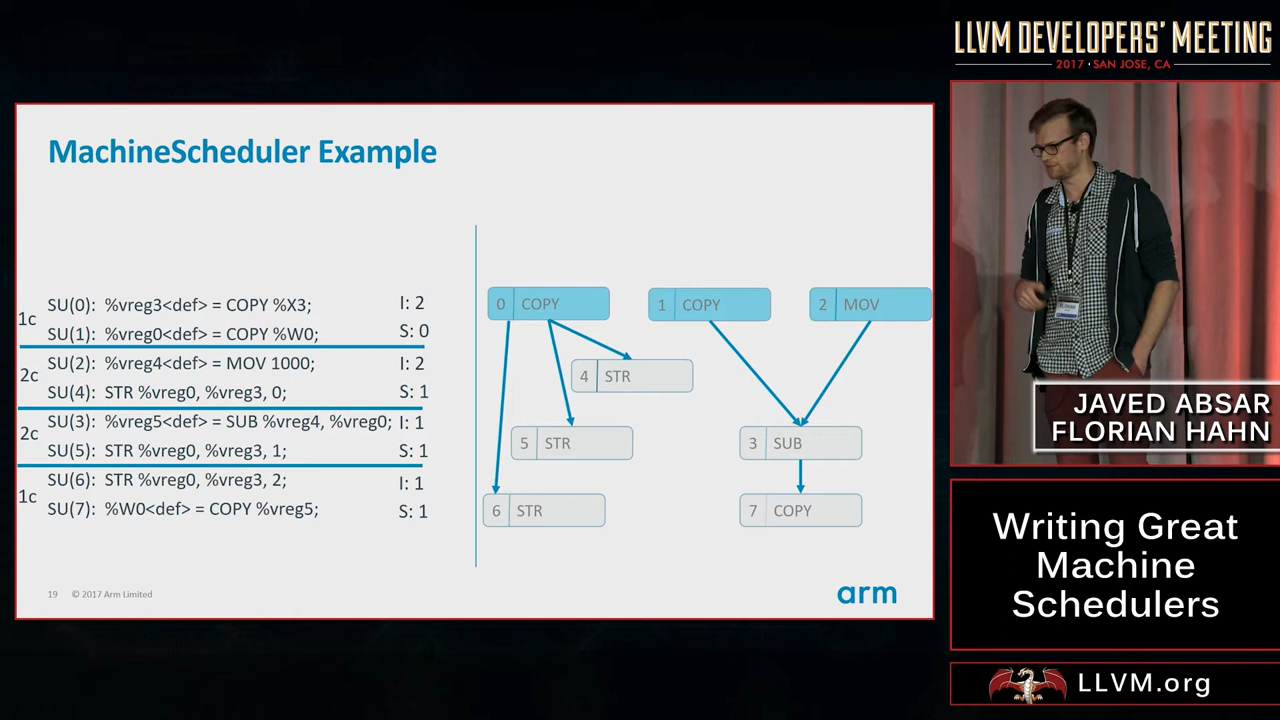 LLVM DEVELOPERS' MEETING
2017 · SAN JOSE, CA
MachineScheduler Example
1c
SU(0): %vreg3<def> = COPY %X3;
I: 2
SU(1): %vreg0<def> = COPY %W0;
S: 0
2c
SU(2): %vreg4<def> = MOV 1000;
I: 2
SU(4): STR %vreg0, %vreg3, 0;
S: 1
2c
SU(3): %vreg5<def> = SUB %vreg4, %vreg0;
I: 1
SU(5): STR %vreg0, %vreg3, 1;
S: 1
1c
SU(6): STR %vreg0, %vreg3, 2;
I: 1
SU(7): %W0<def> = COPY %vreg5;
S: 1
0 COPY
1 COPY
2 MOV
4 STR
5 STR
3 SUB
6 STR
7 COPY
19 © 2017 Arm Limited
arm
JAVED ABSAR
FLORIAN HAHN
Writing Great
Machine
Schedulers
LLVM.org